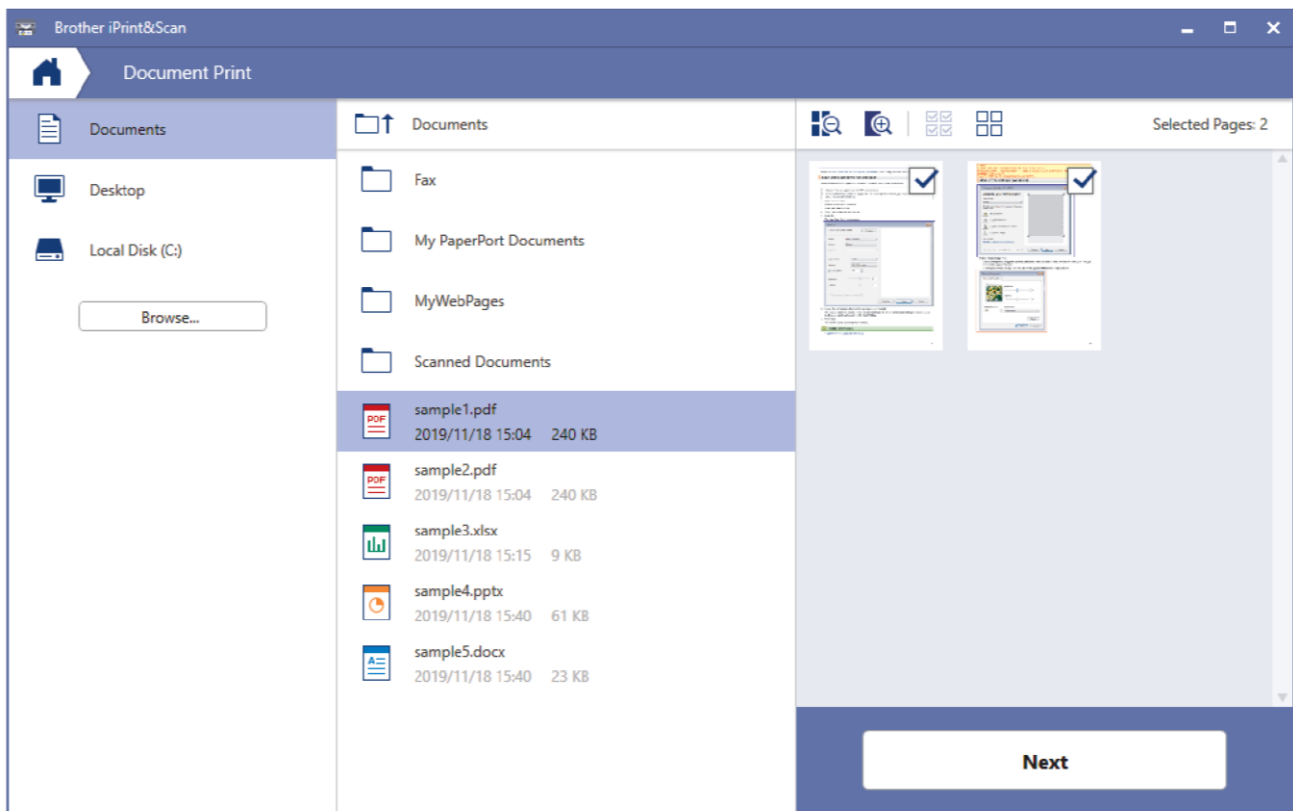 Brother iPrint&Scan
Document Print
Documents
Desktop
Local Disk (C:)
Browse...
Documents
Fax
My PaperPort Documents
MyWebPages
Scanned Documents
PDF
sample1.pdf
2019/11/18 15:04 240 KB
PDF
sample2.pdf
2019/11/18 15:04 240 KB
sample3.xlsx
2019/11/18 15:15 9 KB
sample4.pptx
2019/11/18 15:40 61 KB
A
sample5.docx
2019/11/18 15:40 23 KB
Selected Pages: 2
Next